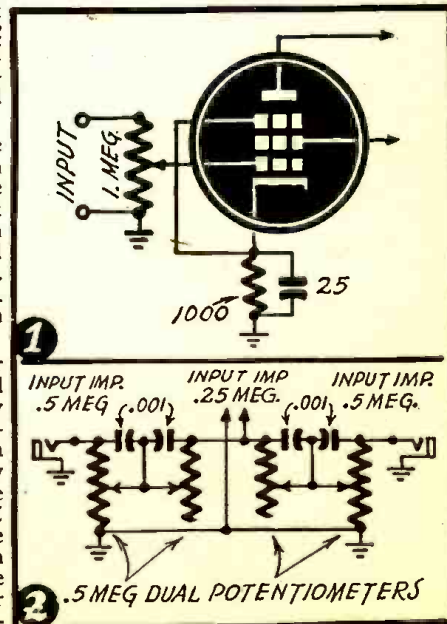 INPUT
1. MEG.
1000
25
1
INPUT IMP. INPUT IMP INPUT IMP.
.5 MEG (.001) .25 MEG. (.001) .5 MEG.
.5 MEG DUAL POTENTIOMETERS
2